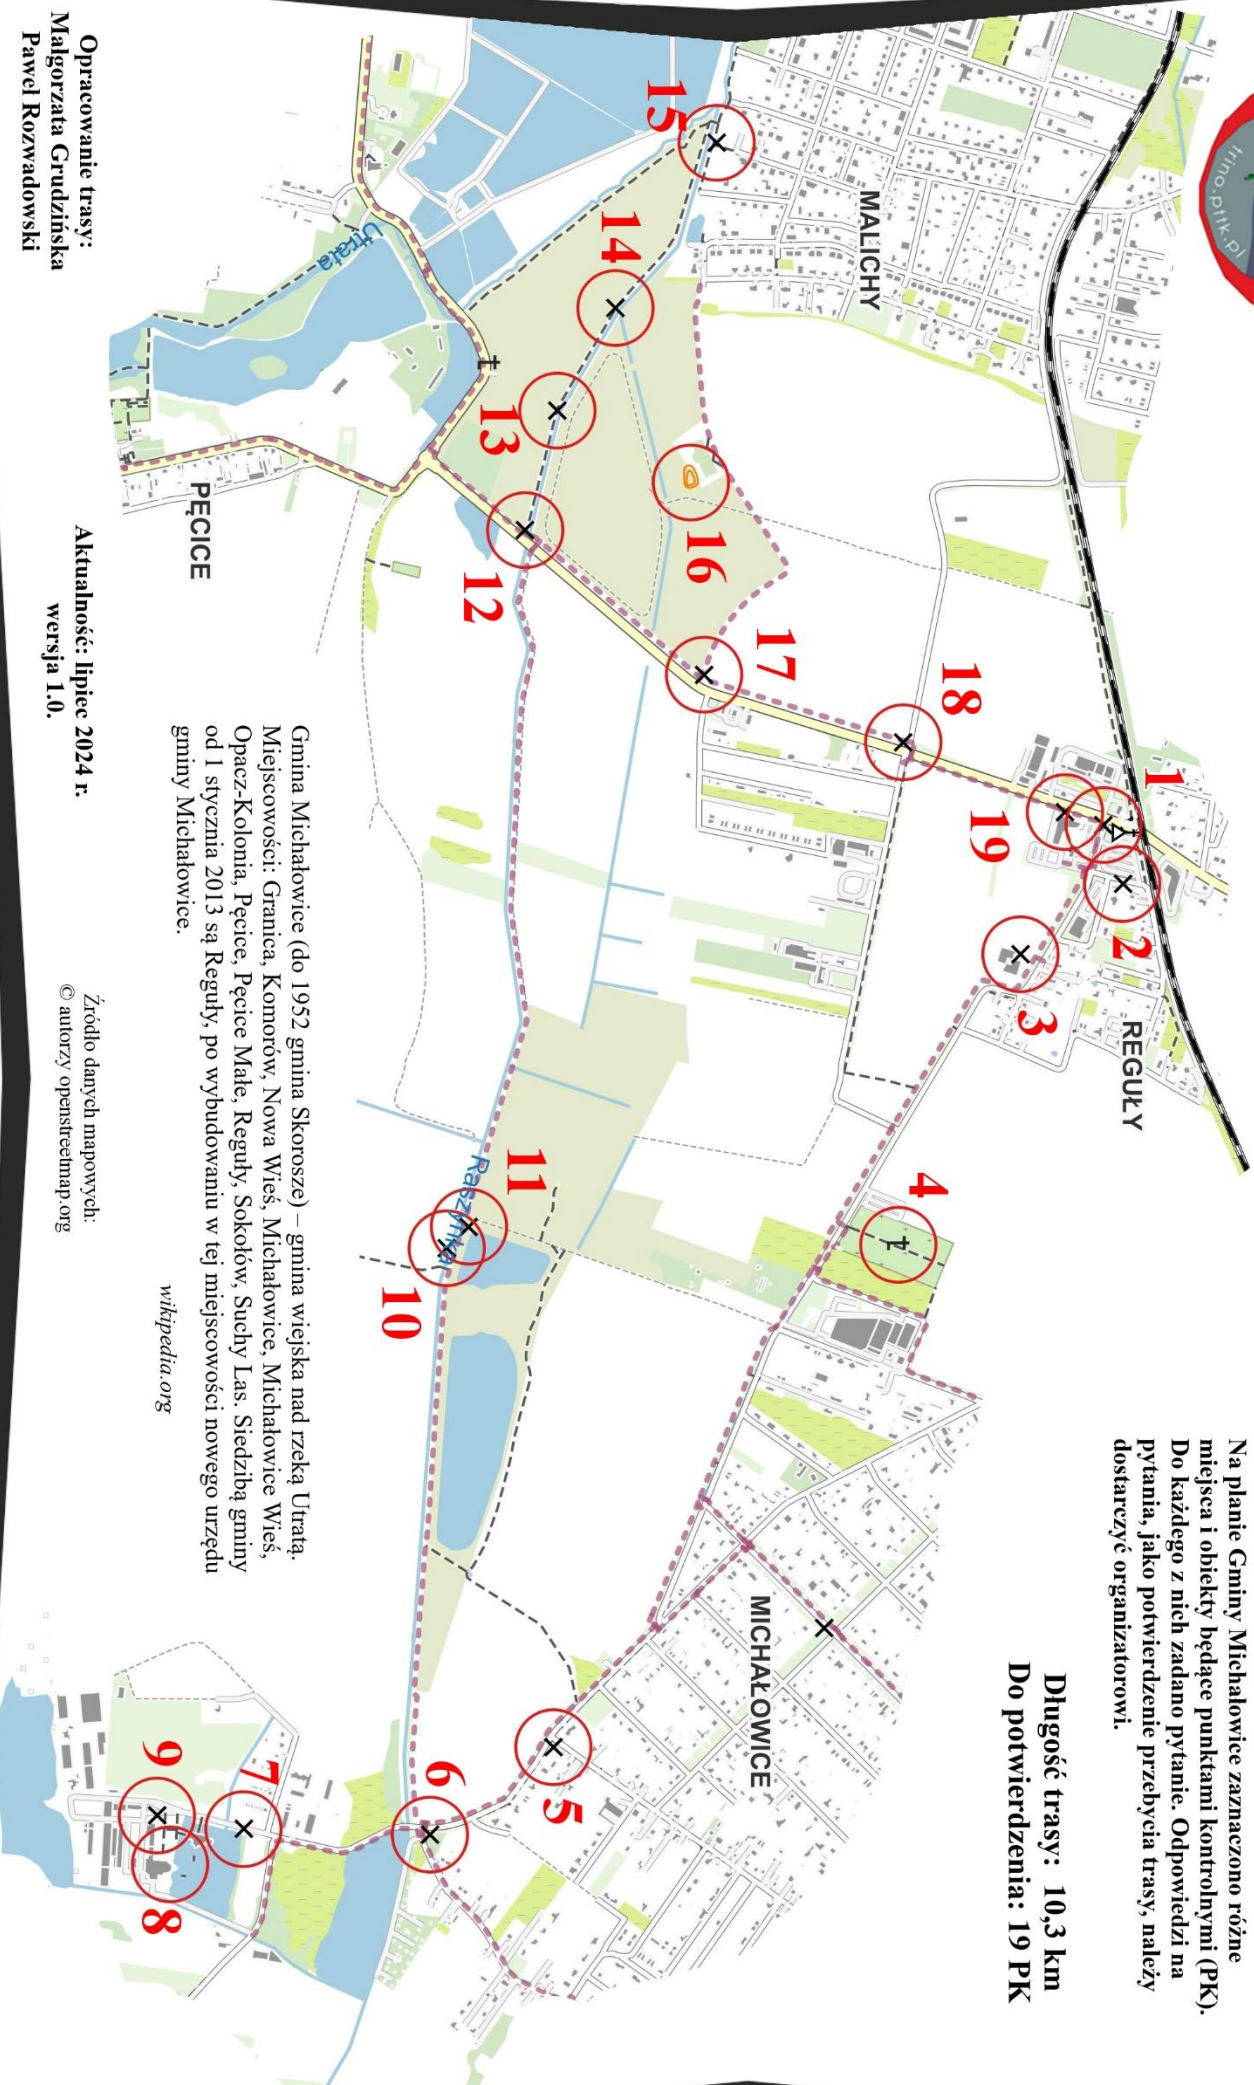 Na planie Gminy Michałowice zaznaczono różne
miejsca i obiekty będące punktami kontrolnymi (PK).
Do każdego z nich zadano pytanie. Odpowiedzi na
pytania, jako potwierdzenie przebycia trasy, należy
dostarczyć organizatorowi.
Długość trasy: 10,3 km
Do potwierdzenia: 19 PK
trino.pttk.pl
MALICHY
REGUŁY
MICHAŁOWICE
PĘCICE
Utrata
Raszynka
1
2
3
4
5
6
7
8
9
10
11
12
13
14
15
16
17
18
19
Gmina Michałowice (do 1952 gmina Skorosze) – gmina wiejska nad rzeką Utratą.
Miejscowości: Granica, Komorów, Nowa Wieś, Michałowice, Michałowice Wieś,
Opacz-Kolonia, Pęcice, Pęcice Małe, Reguły, Sokołów, Suchy Las. Siedzibą gminy
od 1 stycznia 2013 są Reguły, po wybudowaniu w tej miejscowości nowego urzędu
gminy Michałowice.
wikipedia.org
Opracowanie trasy:
Małgorzata Grudzińska
Paweł Rozwadowski
Aktualność: lipiec 2024 r.
wersja 1.0.
Źródło danych mapowych:
© autorzy openstreetmap.org